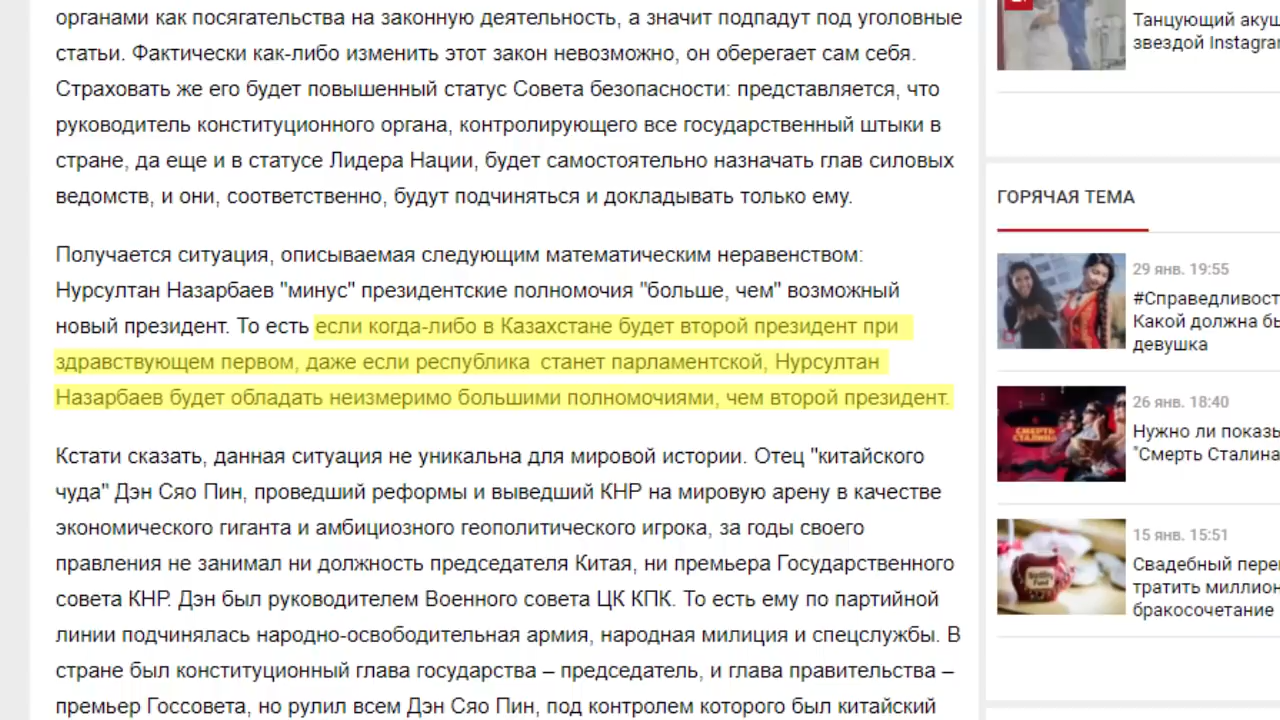 органами как посягательства на законную деятельность, а значит подпадут под уголовные
статьи. Фактически как-либо изменить этот закон невозможно, он оберегает сам себя.
Страховать же его будет повышенный статус Совета безопасности: представляется, что
руководитель конституционного органа, контролирующего все государственный штыки в
стране, да еще и в статусе Лидера Нации, будет самостоятельно назначать глав силовых
ведомств, и они, соответственно, будут подчиняться и докладывать только ему.
Получается ситуация, описываемая следующим математическим неравенством:
Нурсултан Назарбаев "минус" президентские полномочия "больше, чем" возможный
новый президент. То есть если когда-либо в Казахстане будет второй президент при
здравствующем первом, даже если республика станет парламентской, Нурсултан
Назарбаев будет обладать неизмеримо большими полномочиями, чем второй президент.
Кстати сказать, данная ситуация не уникальна для мировой истории. Отец "китайского
чуда" Дэн Сяо Пин, проведший реформы и выведший КНР на мировую арену в качестве
экономического гиганта и амбициозного геополитического игрока, за годы своего
правления не занимал ни должность председателя Китая, ни премьера Государственного
совета КНР. Дэн был руководителем Военного совета ЦК КПК. То есть ему по партийной
линии подчинялась народно-освободительная армия, народная милиция и спецслужбы. В
стране был конституционный глава государства – председатель, и глава правительства –
премьер Госсовета, но рулил всем Дэн Сяо Пин, под контролем которого был китайский
Танцующий акуш
звездой Instagra
ГОРЯЧАЯ ТЕМА
29 янв. 19:55
#Справедливост
Какой должна бы
девушка
26 янв. 18:40
Нужно ли показы
"Смерть Сталина
СМЕРТЬ
СТАЛИНА
15 янв. 15:51
Свадебный пере
тратить миллион
бракосочетание